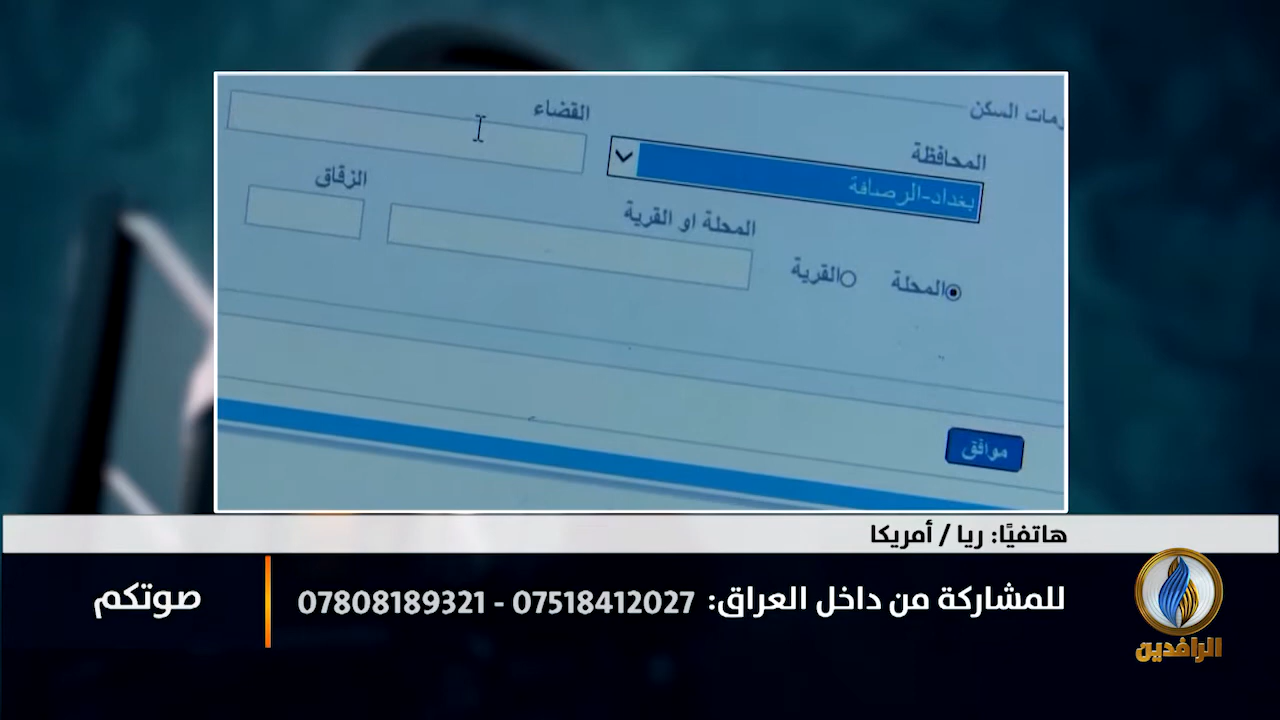 السكن
المحافظة
القضاء
بغداد-الرصافة
المحلة القرية
المحلة او القرية
الزقاق
موافق
هاتفيًا: ريا / أمريكا
للمشاركة من داخل العراق: 07518412027 - 07808189321
صوتكم
الرافدين